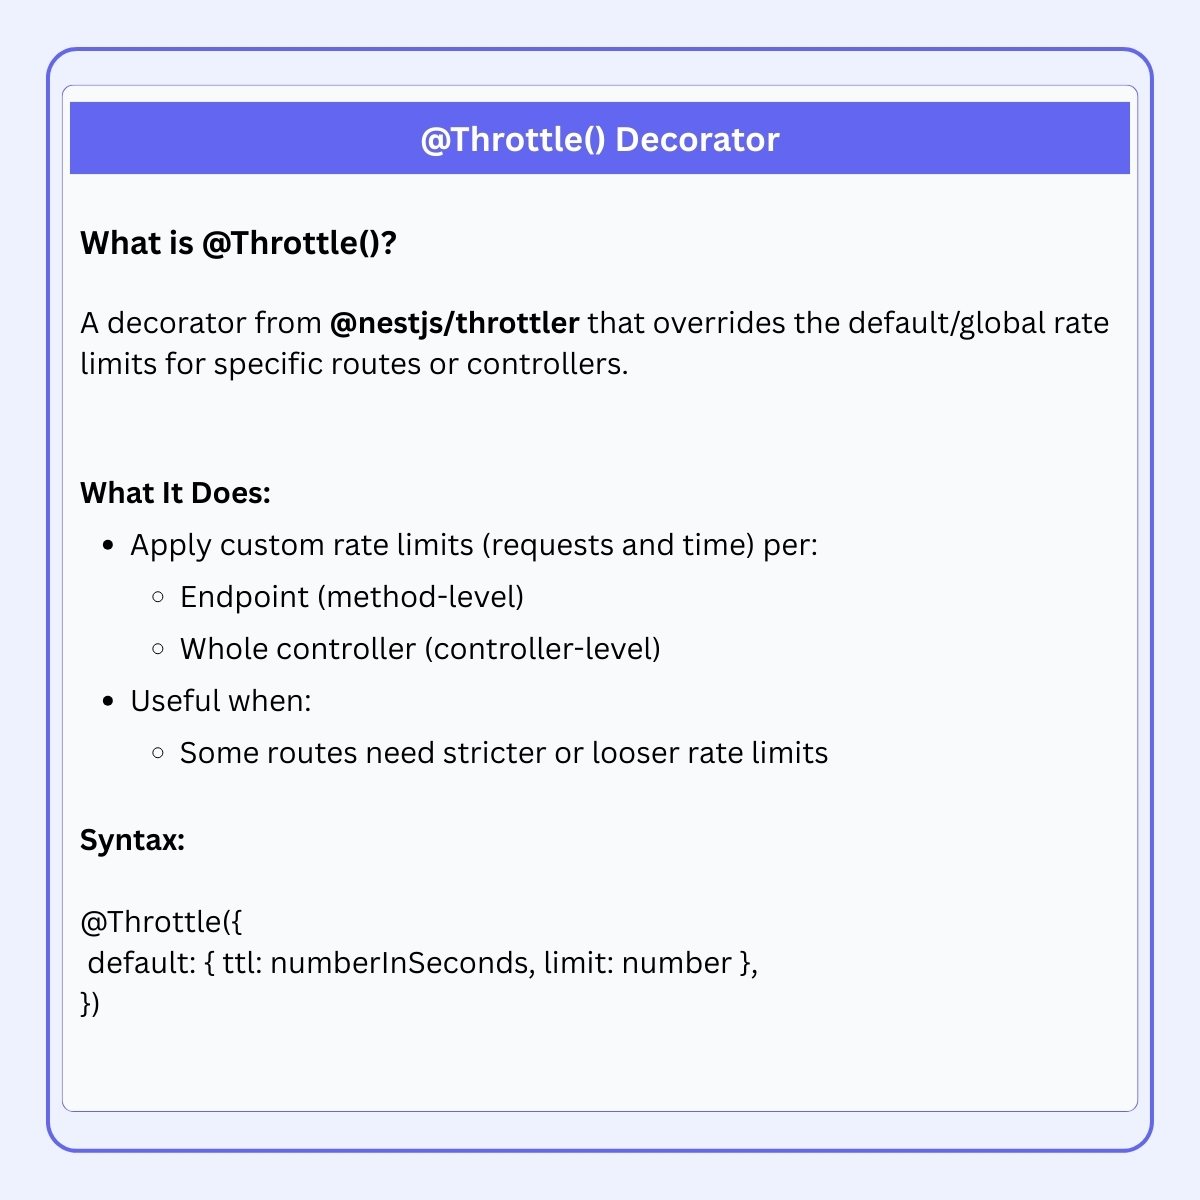 @Throttle() Decorator
What is @Throttle()?
A decorator from @nestjs/throttler that overrides the default/global rate
limits for specific routes or controllers.
What It Does:
Apply custom rate limits (requests and time) per:
Endpoint (method-level)
Whole controller (controller-level)
Useful when:
Some routes need stricter or looser rate limits
Syntax:
@Throttle({
default: { ttl: numberInSeconds, limit: number },
})